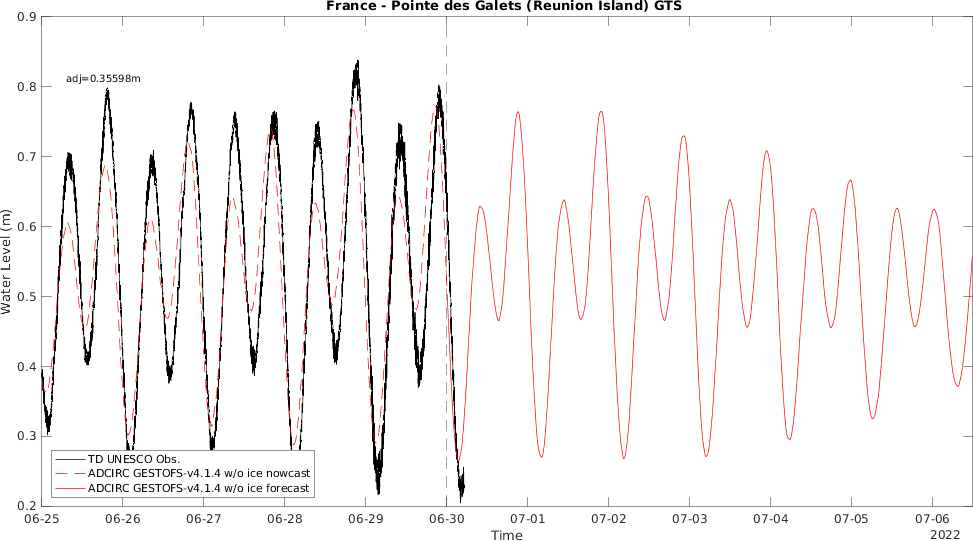 France - Pointe des Galets (Reunion Island) GTS
0.9
0.8
0.7
0.6
0.5
0.4
0.3
0.2
Water Level (m)
adj=0.35598m
TD UNESCO Obs.
ADCIRC GESTOFS-v4.1.4 w/o ice nowcast
ADCIRC GESTOFS-v4.1.4 w/o ice forecast
06-25 06-26 06-27 06-28 06-29 06-30 07-01 07-02 07-03 07-04 07-05 07-06
Time
2022